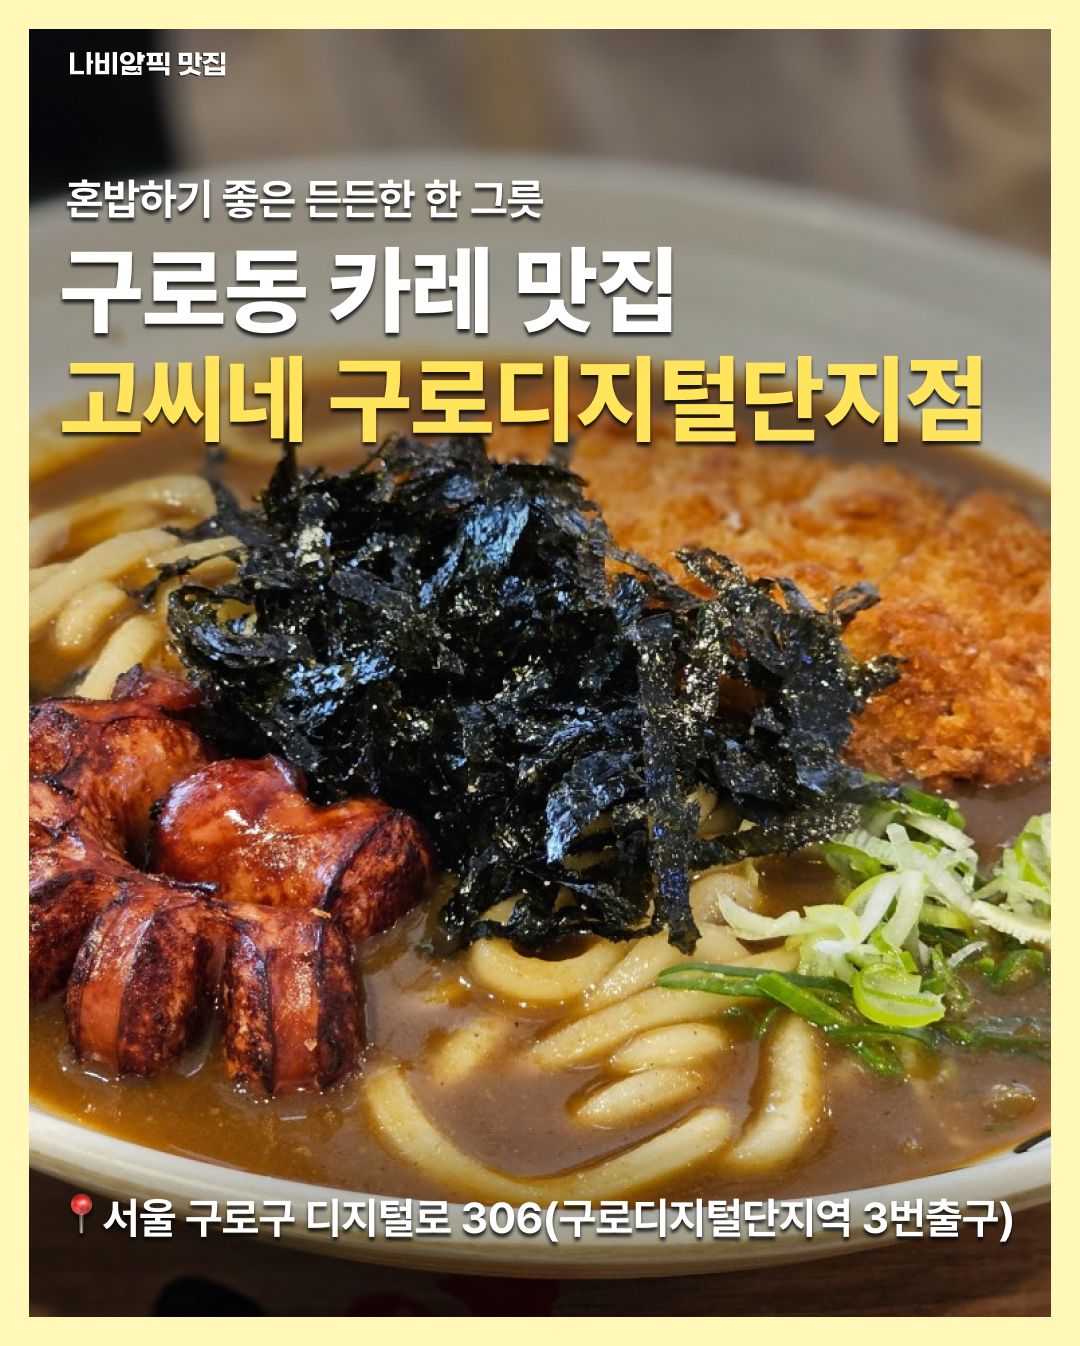 나비앒픽 맛집
혼밥하기 좋은 든든한 한 그릇
구로동 카레 맛집
고씨네 구로디지털단지점
서울 구로구 디지털로 306(구로디지털단지역 3번출구)